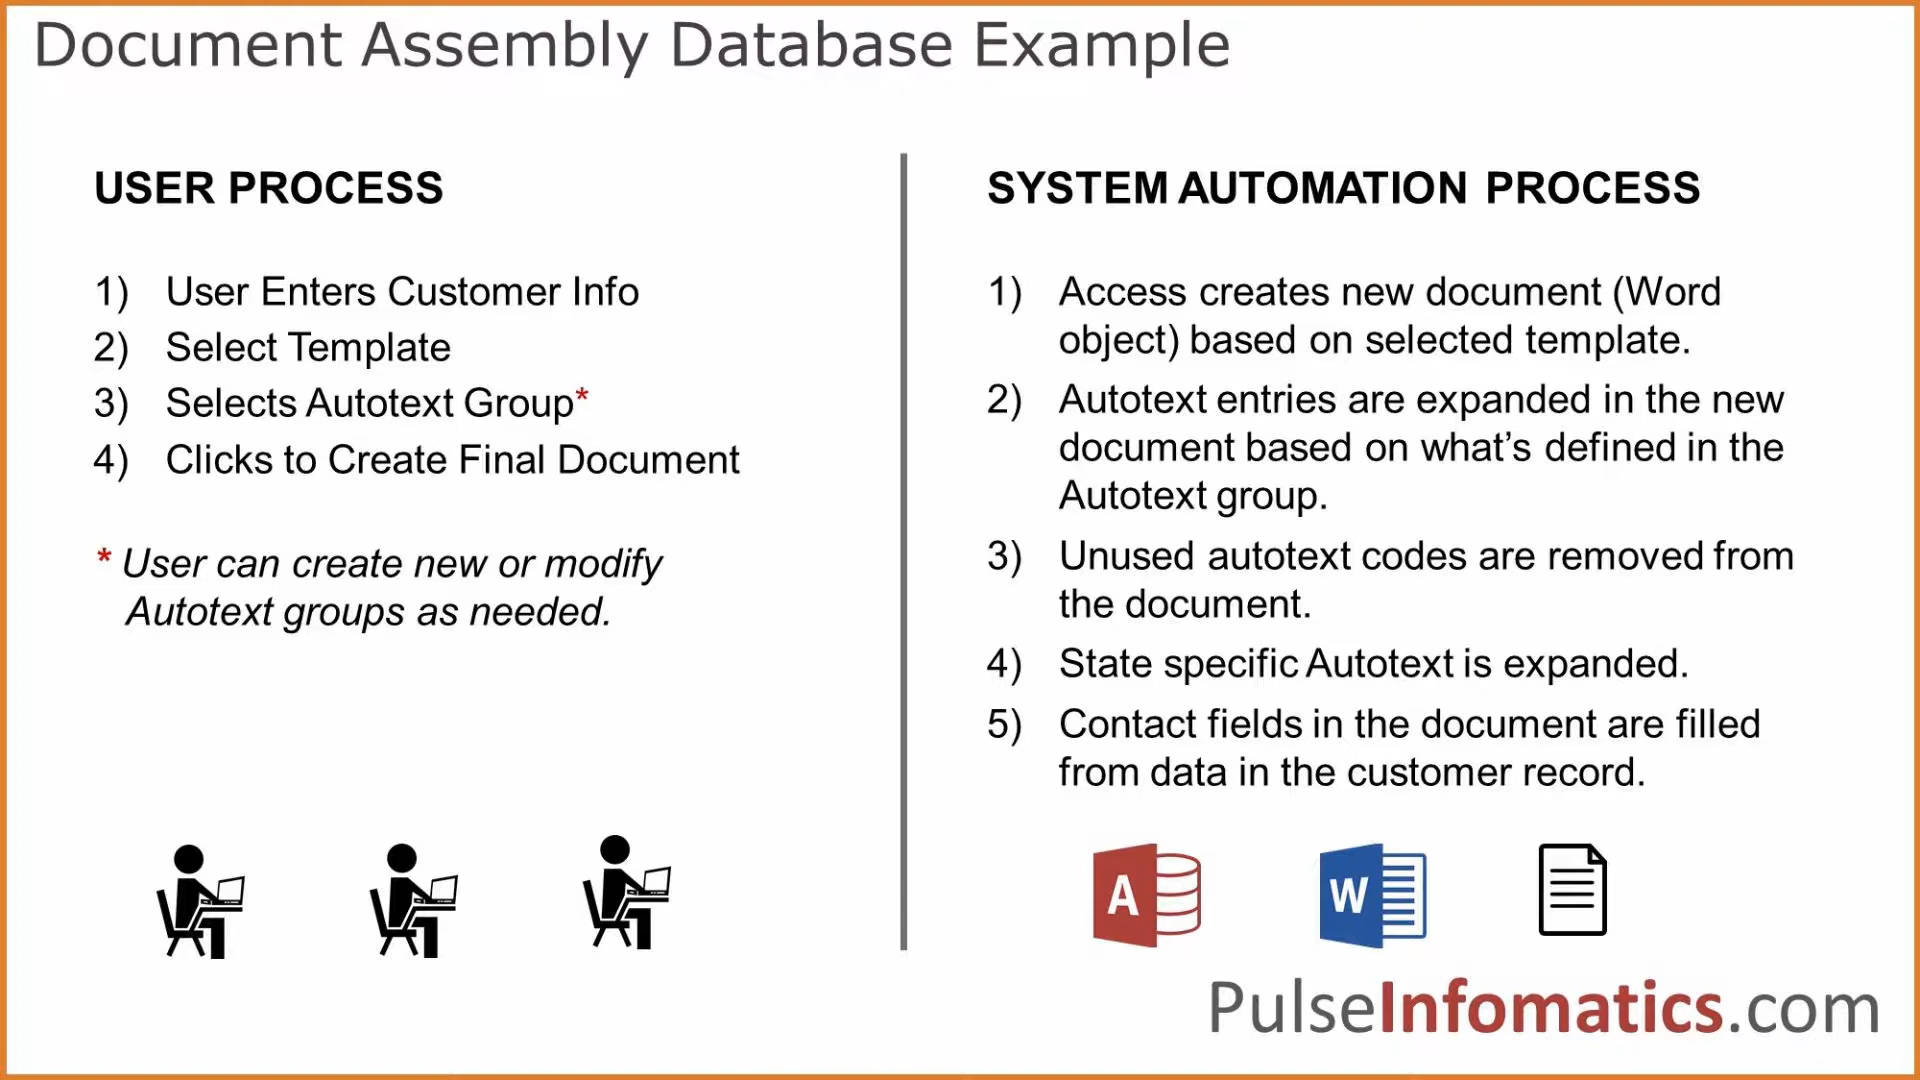 Document Assembly Database Example
USER PROCESS
1) User Enters Customer Info
2) Select Template
3) Selects Autotext Group*
4) Clicks to Create Final Document
* User can create new or modify
Autotext groups as needed.
SYSTEM AUTOMATION PROCESS
1) Access creates new document (Word
object) based on selected template.
2) Autotext entries are expanded in the new
document based on what’s defined in the
Autotext group.
3) Unused autotext codes are removed from
the document.
4) State specific Autotext is expanded.
5) Contact fields in the document are filled
from data in the customer record.
A
W
PulseInfomatics.com